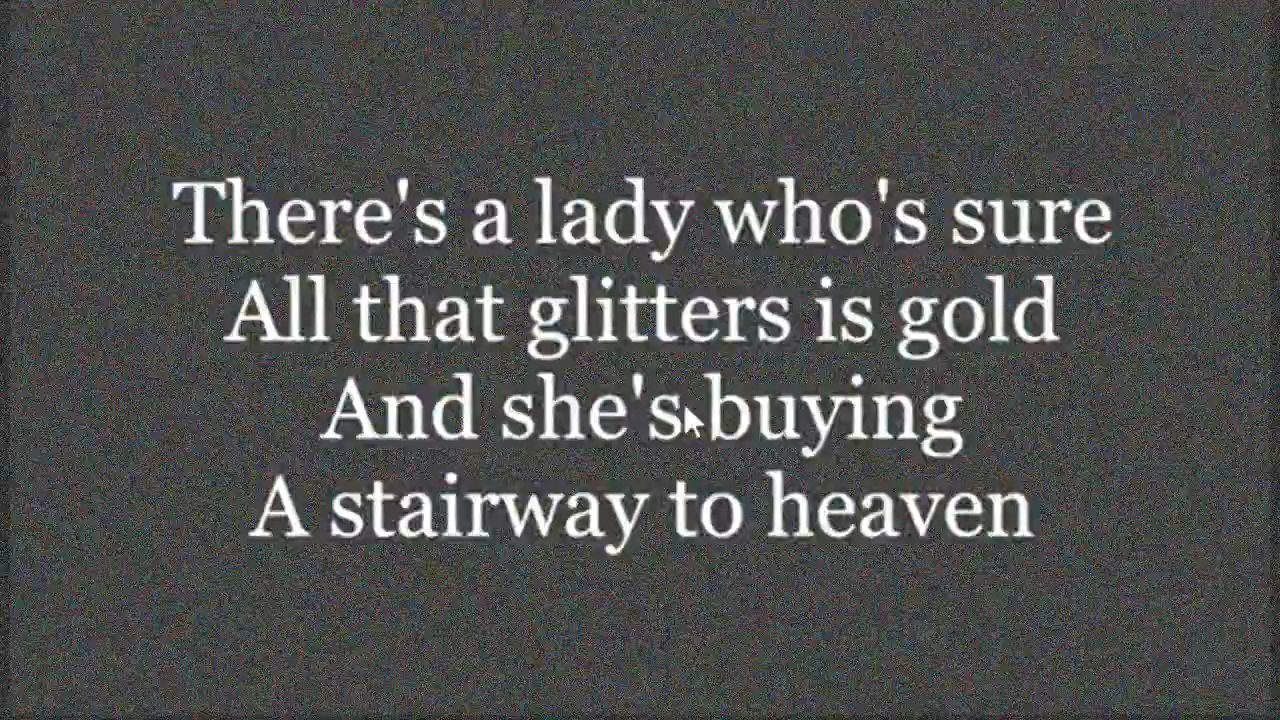 There's a lady who's sure
All that glitters is gold
And she's buying
A stairway to heaven